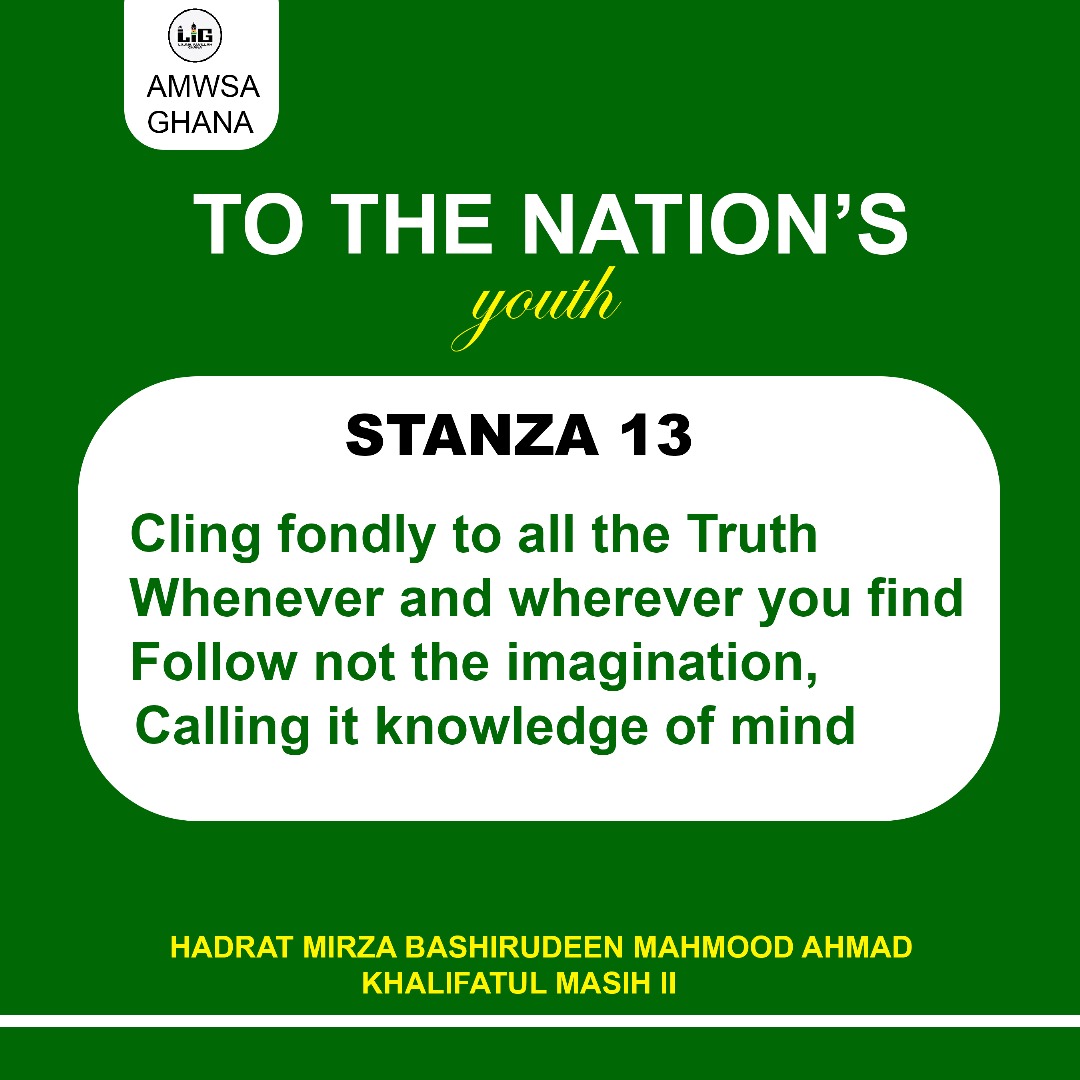 LIG
AMWSA
GHANA
TO THE NATION’S
youth
STANZA 13
Cling fondly to all the Truth
Whenever and wherever you find
Follow not the imagination,
Calling it knowledge of mind
HADRAT MIRZA BASHIRUDEEN MAHMOOD AHMAD
KHALIFATUL MASIH II